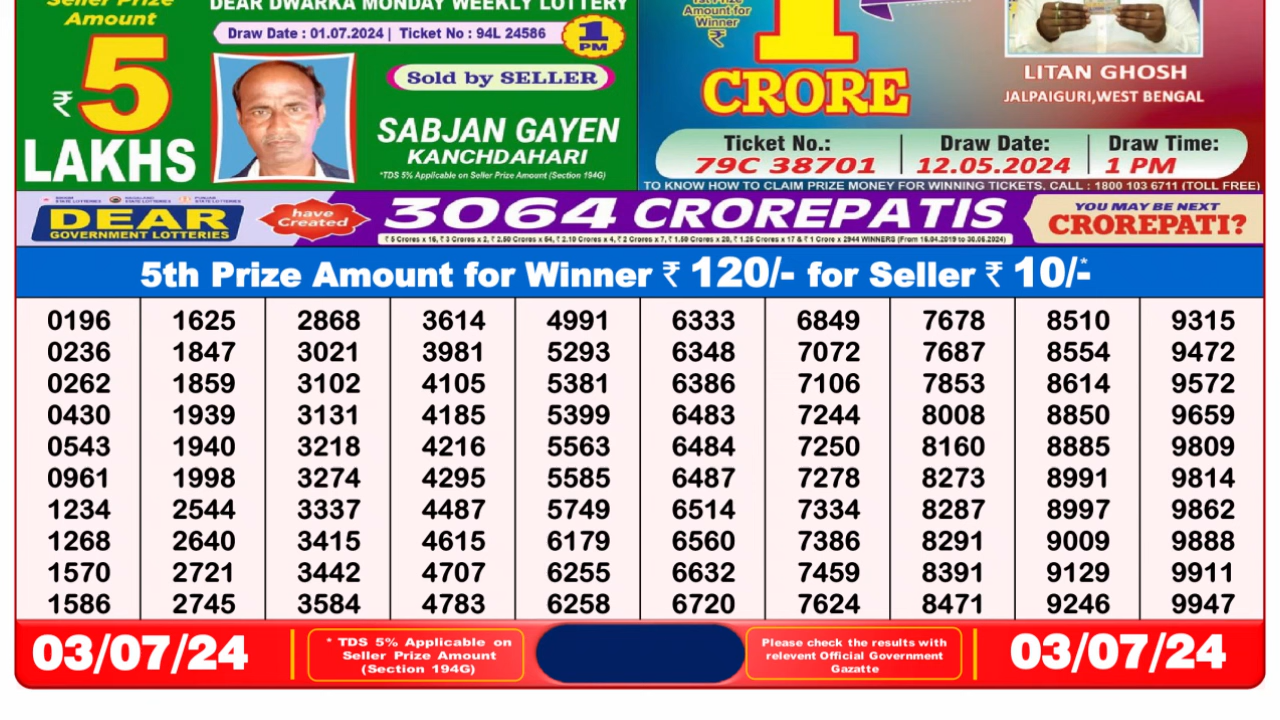 Seller Prize
Amount
₹ 5
LAKHS
DEAR DWARKA MONDAY WEEKLY LOTTERY
Draw Date : 01.07.2024 | Ticket No : 94L 24586
1
PM
Sold by SELLER
SABJAN GAYEN
KANCHDAHARI
*TDS 5% Applicable on Seller Prize Amount (Section 194G)
Amount for
Winner
₹
1
CRORE
LITAN GHOSH
JALPAIGURI,WEST BENGAL
Ticket No.: Draw Date: Draw Time:
79C 38701 12.05.2024 1 PM
TO KNOW HOW TO CLAIM PRIZE MONEY FOR WINNING TICKETS, CALL : 1800 103 6711 (TOLL FREE)
DEAR
GOVERNMENT LOTTERIES
have
Created
3064 CROREPATIS
YOU MAY BE NEXT
CROREPATI?
5th Prize Amount for Winner ₹ 120/- for Seller ₹ 10/-*
0196 1625 2868 3614 4991 6333 6849 7678 8510 9315
0236 1847 3021 3981 5293 6348 7072 7687 8554 9472
0262 1859 3102 4105 5381 6386 7106 7853 8614 9572
0430 1939 3131 4185 5399 6483 7244 8008 8850 9659
0543 1940 3218 4216 5563 6484 7250 8160 8885 9809
0961 1998 3274 4295 5585 6487 7278 8273 8991 9814
1234 2544 3337 4487 5749 6514 7334 8287 8997 9862
1268 2640 3415 4615 6179 6560 7386 8291 9009 9888
1570 2721 3442 4707 6255 6632 7459 8391 9129 9911
1586 2745 3584 4783 6258 6720 7624 8471 9246 9947
03/07/24
* TDS 5% Applicable on
Seller Prize Amount
(Section 194G)
Please check the results with
relevent Official Government
Gazatte
03/07/24